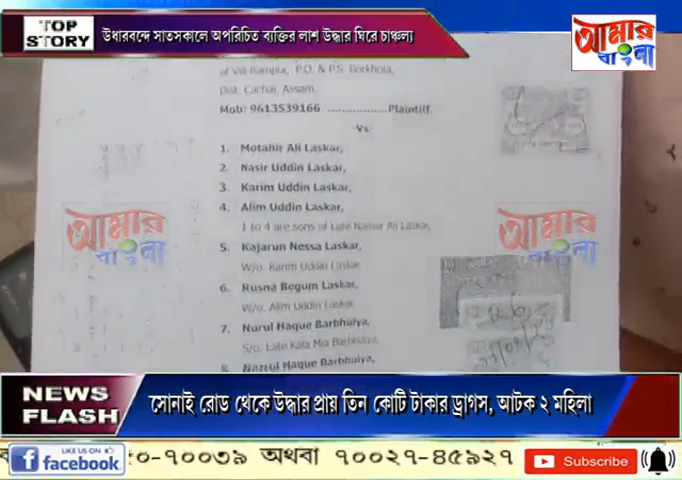 TOP
STORY
উধারবন্দে সাতসকালে অপরিচিত ব্যক্তির লাশ উদ্ধার ঘিরে চাঞ্চল্য
আমার
বাংলা
of Vill-Rampur, P.O. & P.S. Borkhola,
Dist. Cachar, Assam.
Mob: 9613539166 ................Plaintiff
-Vs-
1. Motahir Ali Laskar,
2. Nasir Uddin Laskar,
3. Karim Uddin Laskar,
4. Alim Uddin Laskar,
1 to 4 are sons of Late Ali Laskar,
5. Kajarun Nessa Laskar,
W/o. Karim Uddin Laskar
6. Rusna Begum Laskar,
W/o. Alim Uddin Laskar,
7. Nurul Haque Barbhuiya,
S/o. Late Kala Mia Barbhuiya,
8. Nazrul Haque Barbhuiya,
আমার
বাংলা
আমার
বাংলা
NEWS
FLASH
সোনাই রোড থেকে উদ্ধার প্রায় তিন কোটি টাকার ড্রাগস, আটক ২ মহিলা
LIKE US ON
facebook
০-৭০০৩৯ অথবা ৭০০২৭-৪৫৯২৭
Subscribe